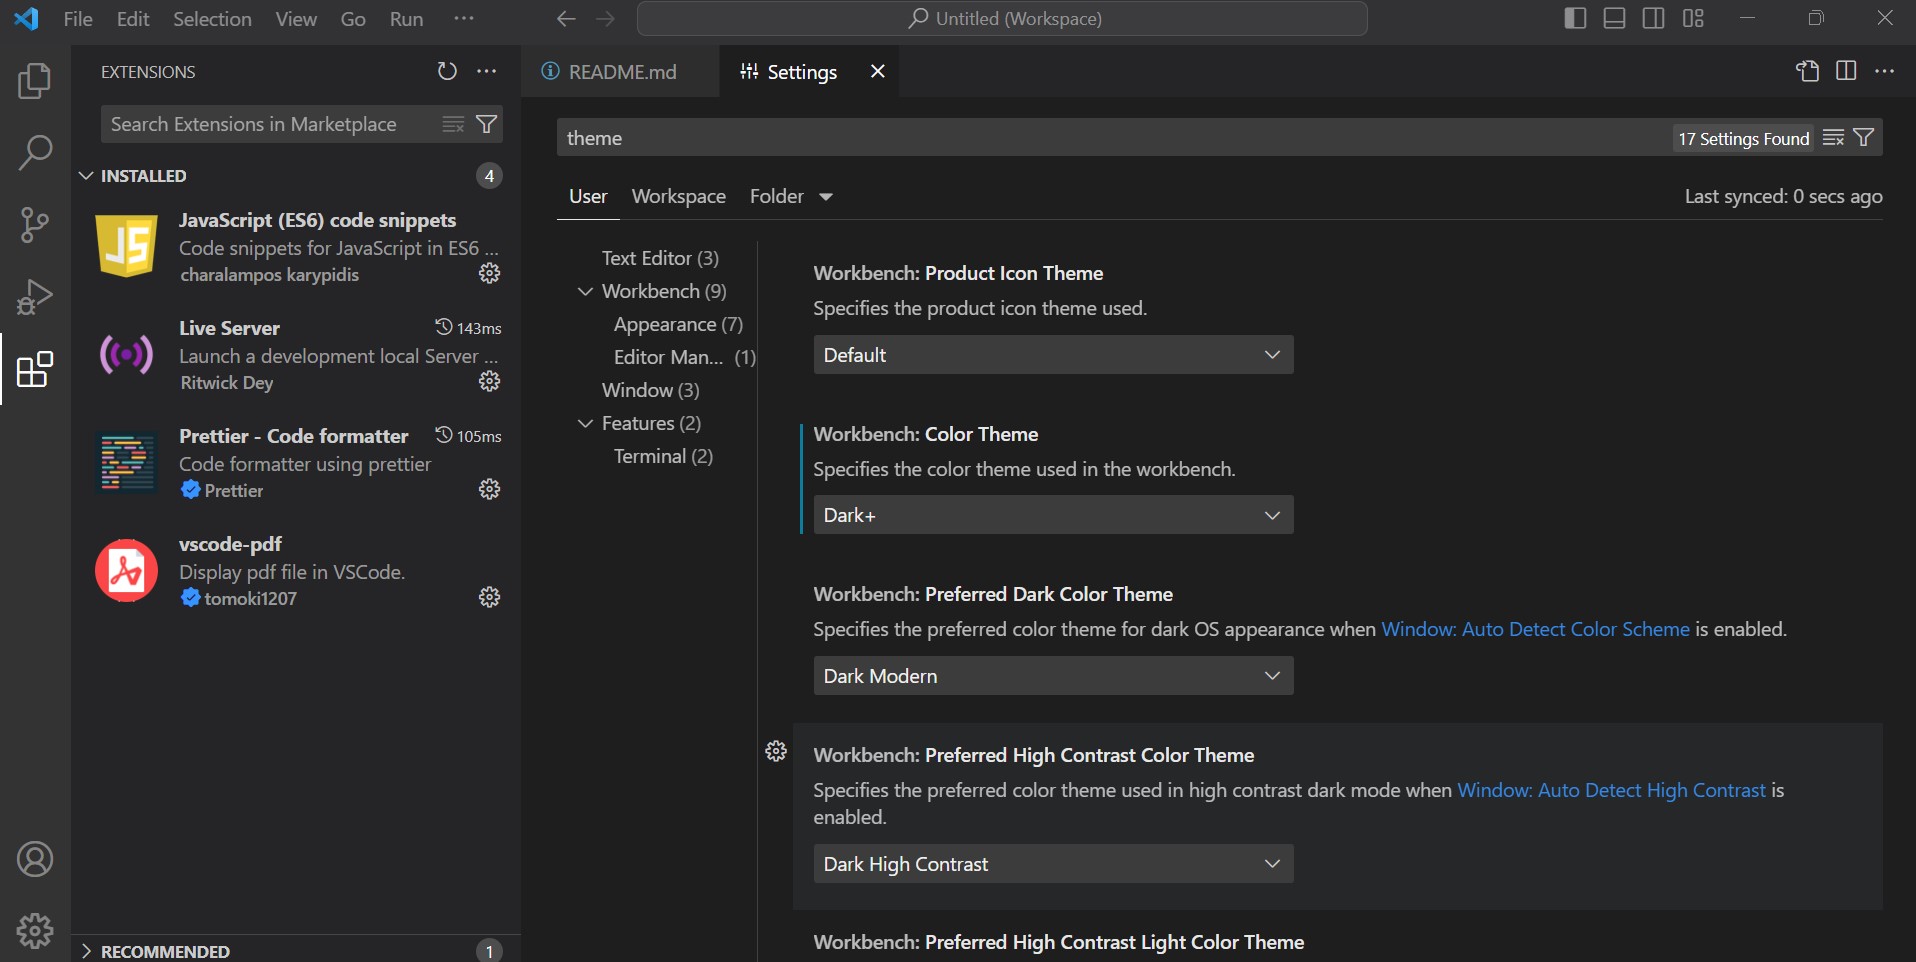 File Edit Selection View Go Run ···
Untitled (Workspace)
EXTENSIONS
Search Extensions in Marketplace
INSTALLED 4
JavaScript (ES6) code snippets
Code snippets for JavaScript in ES6 ...
charalampos karypidis
Live Server 143ms
Launch a development local Server ...
Ritwick Dey
Prettier - Code formatter 105ms
Code formatter using prettier
Prettier
vscode-pdf
Display pdf file in VSCode.
tomoki1207
RECOMMENDED 1
README.md Settings
theme 17 Settings Found
User Workspace Folder Last synced: 0 secs ago
Text Editor (3)
Workbench (9)
Appearance (7)
Editor Man... (1)
Window (3)
Features (2)
Terminal (2)
Workbench: Product Icon Theme
Specifies the product icon theme used.
Default
Workbench: Color Theme
Specifies the color theme used in the workbench.
Dark+
Workbench: Preferred Dark Color Theme
Specifies the preferred color theme for dark OS appearance when Window: Auto Detect Color Scheme is enabled.
Dark Modern
Workbench: Preferred High Contrast Color Theme
Specifies the preferred color theme used in high contrast dark mode when Window: Auto Detect High Contrast is
enabled.
Dark High Contrast
Workbench: Preferred High Contrast Light Color Theme